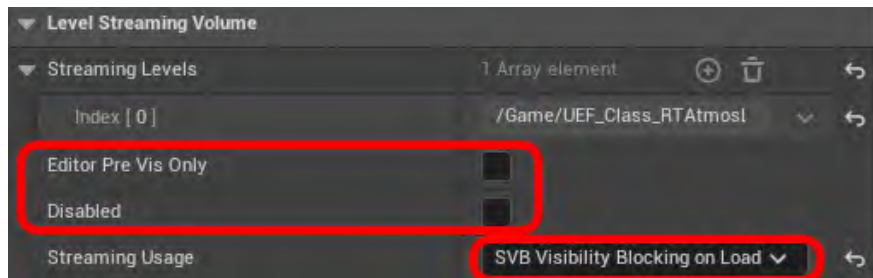 Level Streaming Volume
Streaming Levels 1 Array element
Index [ 0 ] /Game/UEF_Class_RTAtmosl
Editor Pre Vis Only
Disabled
Streaming Usage SVB Visibility Blocking on Load